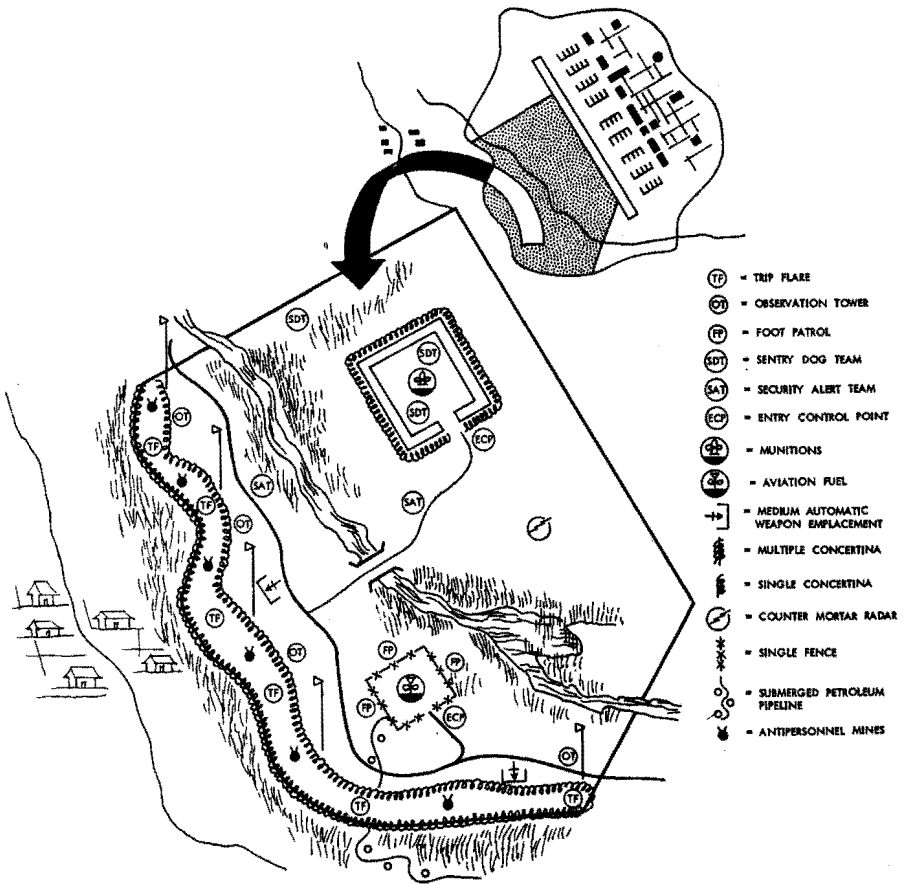 SDT
SDT
SDT
OT
TF
ECP
SAT
TF
SAT
OT
TF
FP
OT
FP
TF
FP
ECP
OT
TF
TF
TF = TRIP FLARE
OT = OBSERVATION TOWER
FP = FOOT PATROL
SDT = SENTRY DOG TEAM
SAT = SECURITY ALERT TEAM
ECP = ENTRY CONTROL POINT
= MUNITIONS
= AVIATION FUEL
= MEDIUM AUTOMATIC
WEAPON EMPLACEMENT
= MULTIPLE CONCERTINA
= SINGLE CONCERTINA
= COUNTER MORTAR RADAR
= SINGLE FENCE
= SUBMERGED PETROLEUM
PIPELINE
= ANTIPERSONNEL MINES